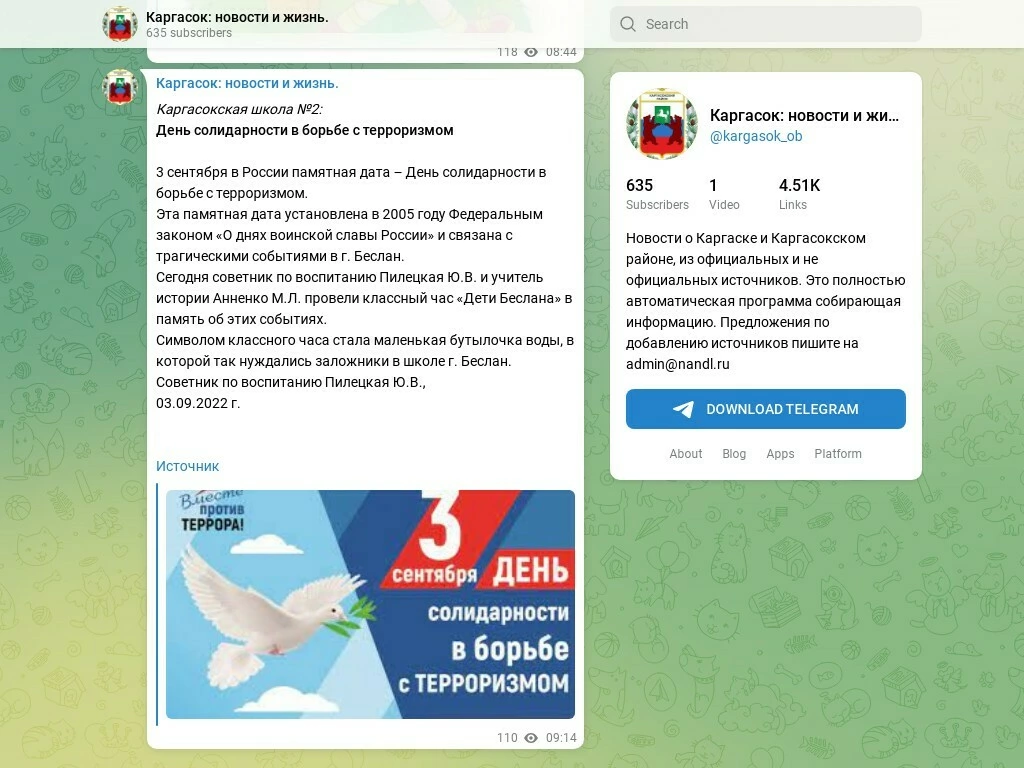 Каргасок: новости и жизнь.
635 subscribers
Search
118 08:44
Каргасок: новости и жизнь.
Каргасокская школа №2:
День солидарности в борьбе с терроризмом
3 сентября в России памятная дата – День солидарности в
борьбе с терроризмом.
Эта памятная дата установлена в 2005 году Федеральным
законом «О днях воинской славы России» и связана с
трагическими событиями в г. Беслан.
Сегодня советник по воспитанию Пилецкая Ю.В. и учитель
истории Анненко М.Л. провели классный час «Дети Беслана» в
память об этих событиях.
Символом классного часа стала маленькая бутылочка воды, в
которой так нуждались заложники в школе г. Беслан.
Советник по воспитанию Пилецкая Ю.В.,
03.09.2022 г.
Источник
Вместе
против
ТЕРРОРА!
3
сентября ДЕНЬ
солидарности
в борьбе
с ТЕРРОРИЗМОМ
110 09:14
Каргасок: новости и жи...
@kargasok_ob
635 1 4.51K
Subscribers Video Links
Новости о Каргаске и Каргасокском
районе, из официальных и не
официальных источников. Это полностью
автоматическая программа собирающая
информацию. Предложения по
добавлению источников пишите на
admin@nandl.ru
DOWNLOAD TELEGRAM
About Blog Apps Platform